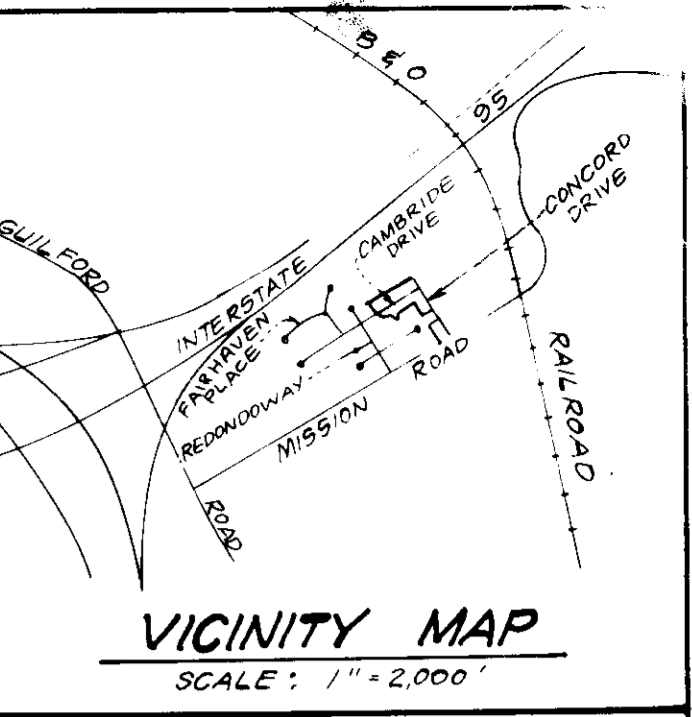 B & O
95
CONCORD
DRIVE
CAMBRIDE
DRIVE
GUILFORD
INTERSTATE
FAIRHAVEN
PLACE
REDONDOWAY
MISSION
ROAD
RAILROAD
ROAD
VICINITY MAP
SCALE: 1" = 2,000'